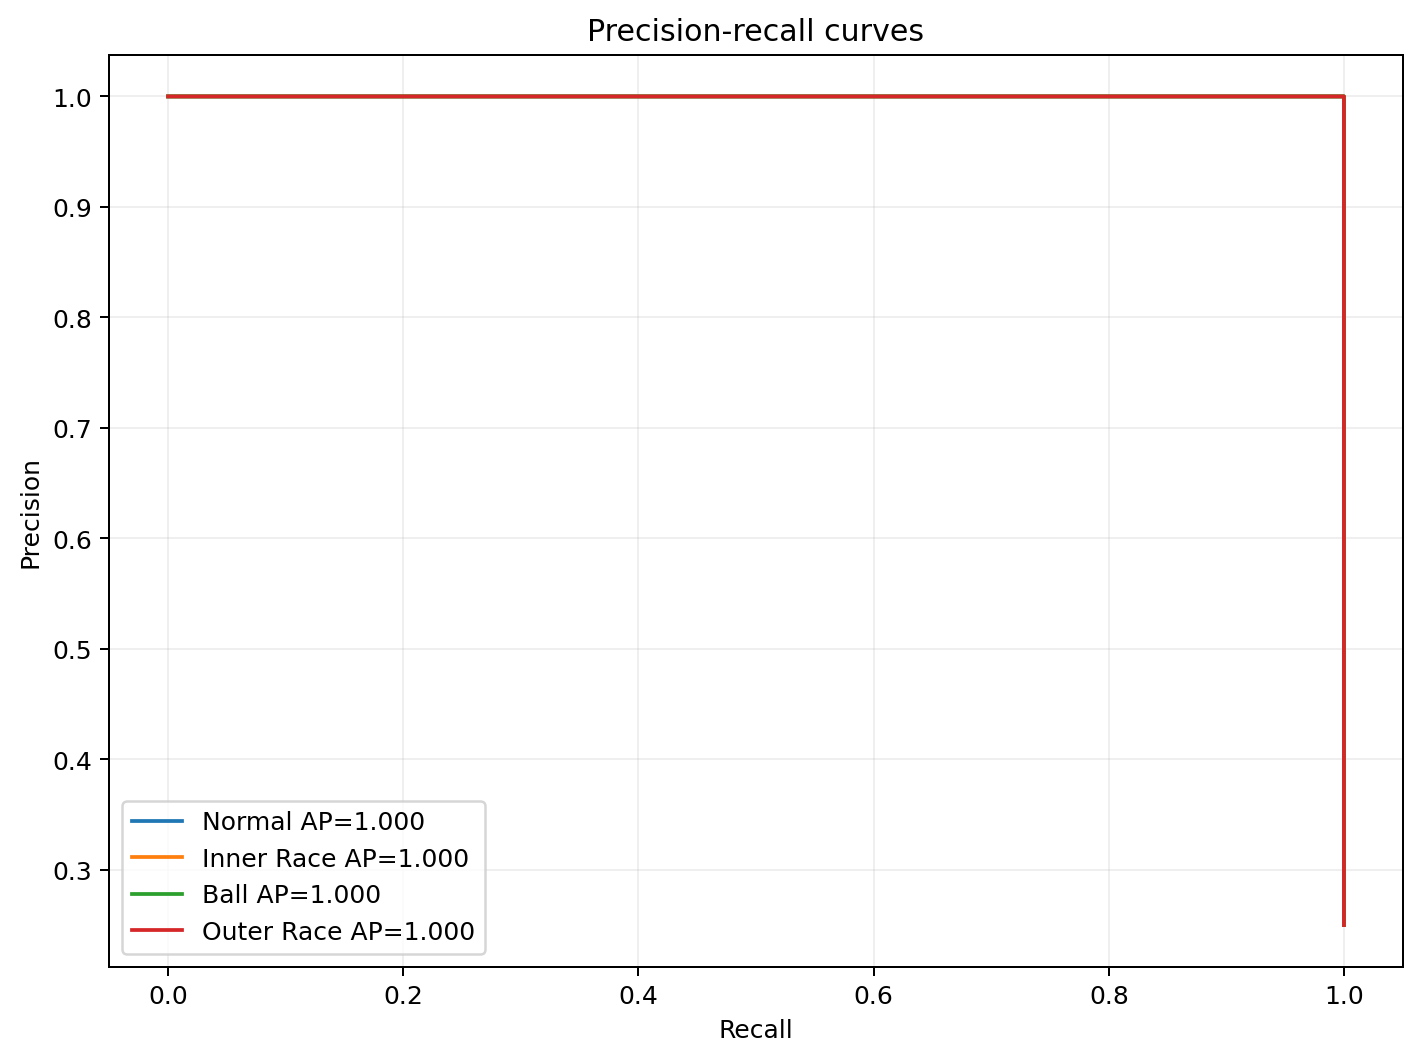 Precision-recall curves
1.0
0.9
0.8
0.7
0.6
0.5
0.4
0.3
Precision
Normal AP=1.000
Inner Race AP=1.000
Ball AP=1.000
Outer Race AP=1.000
0.0 0.2 0.4 0.6 0.8 1.0
Recall